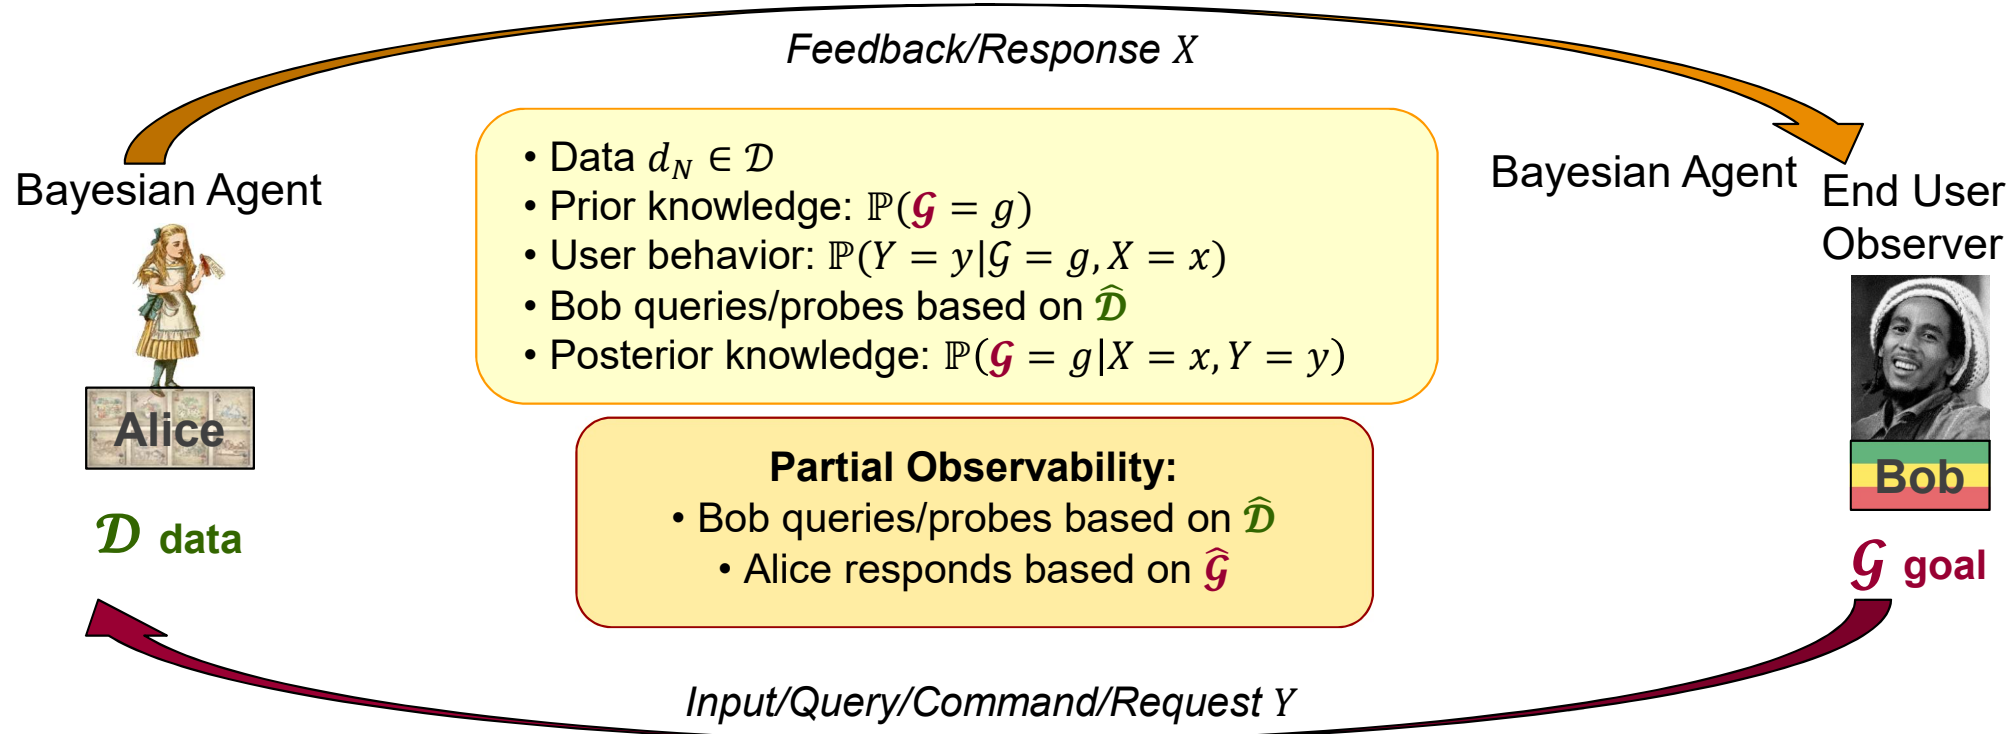 Feedback/Response X
Bayesian Agent
Alice
𝒟 data
• Data d_N ∈ 𝒟
• Prior knowledge: ℙ(𝓖 = g)
• User behavior: ℙ(Y = y|𝒢 = g, X = x)
• Bob queries/probes based on 𝓓̂
• Posterior knowledge: ℙ(𝓖 = g|X = x, Y = y)
Partial Observability:
• Bob queries/probes based on 𝓓̂
• Alice responds based on 𝓖̂
Bayesian Agent
End User
Observer
Bob
𝓖 goal
Input/Query/Command/Request Y